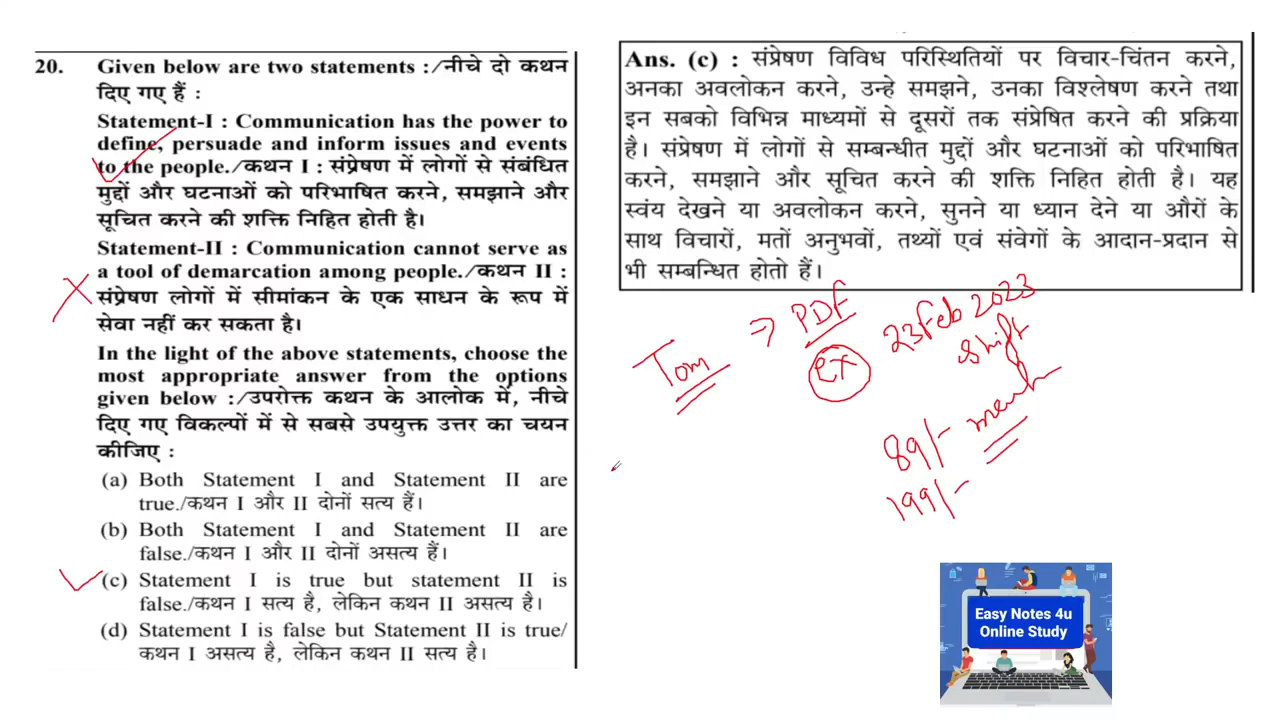 20. Given below are two statements : /नीचे दो कथन
दिए गए हैं :
Statement-I : Communication has the power to
define, persuade and inform issues and events
to the people./कथन I : संप्रेषण में लोगों से संबंधित
मुद्दों और घटनाओं को परिभाषित करने, समझाने और
सूचित करने की शक्ति निहित होती है।
Statement-II : Communication cannot serve as
a tool of demarcation among people./कथन II :
संप्रेषण लोगों में सीमांकन के एक साधन के रूप में
सेवा नहीं कर सकता है।
In the light of the above statements, choose the
most appropriate answer from the options
given below : /उपरोक्त कथन के आलोक में, नीचे
दिए गए विकल्पों में से सबसे उपयुक्त उत्तर का चयन
कीजिए :
(a) Both Statement I and Statement II are
true./कथन I और II दोनों सत्य हैं।
(b) Both Statement I and Statement II are
false./कथन I और II दोनों असत्य हैं।
(c) Statement I is true but statement II is
false./कथन I सत्य है, लेकिन कथन II असत्य है।
(d) Statement I is false but Statement II is true/
कथन I असत्य है, लेकिन कथन II सत्य है।
Ans. (c) : संप्रेषण विविध परिस्थितियों पर विचार-चिंतन करने,
अनका अवलोकन करने, उन्हे समझने, उनका विश्लेषण करने तथा
इन सबको विभिन्न माध्यमों से दूसरों तक संप्रेषित करने की प्रक्रिया
है। संप्रेषण में लोगों से सम्बन्धीत मुद्दों और घटनाओं को परिभाषित
करने, समझाने और सूचित करने की शक्ति निहित होती है। यह
स्वंय देखने या अवलोकन करने, सुनने या ध्यान देने या औरों के
साथ विचारों, मतों अनुभवों, तथ्यों एवं संवेगों के आदान-प्रदान से
भी सम्बन्धित होतो हैं।
Tom ⇒ PDF
ex
23 Feb 2023
shift
89/-
199/-
Easy Notes 4u
Online Study